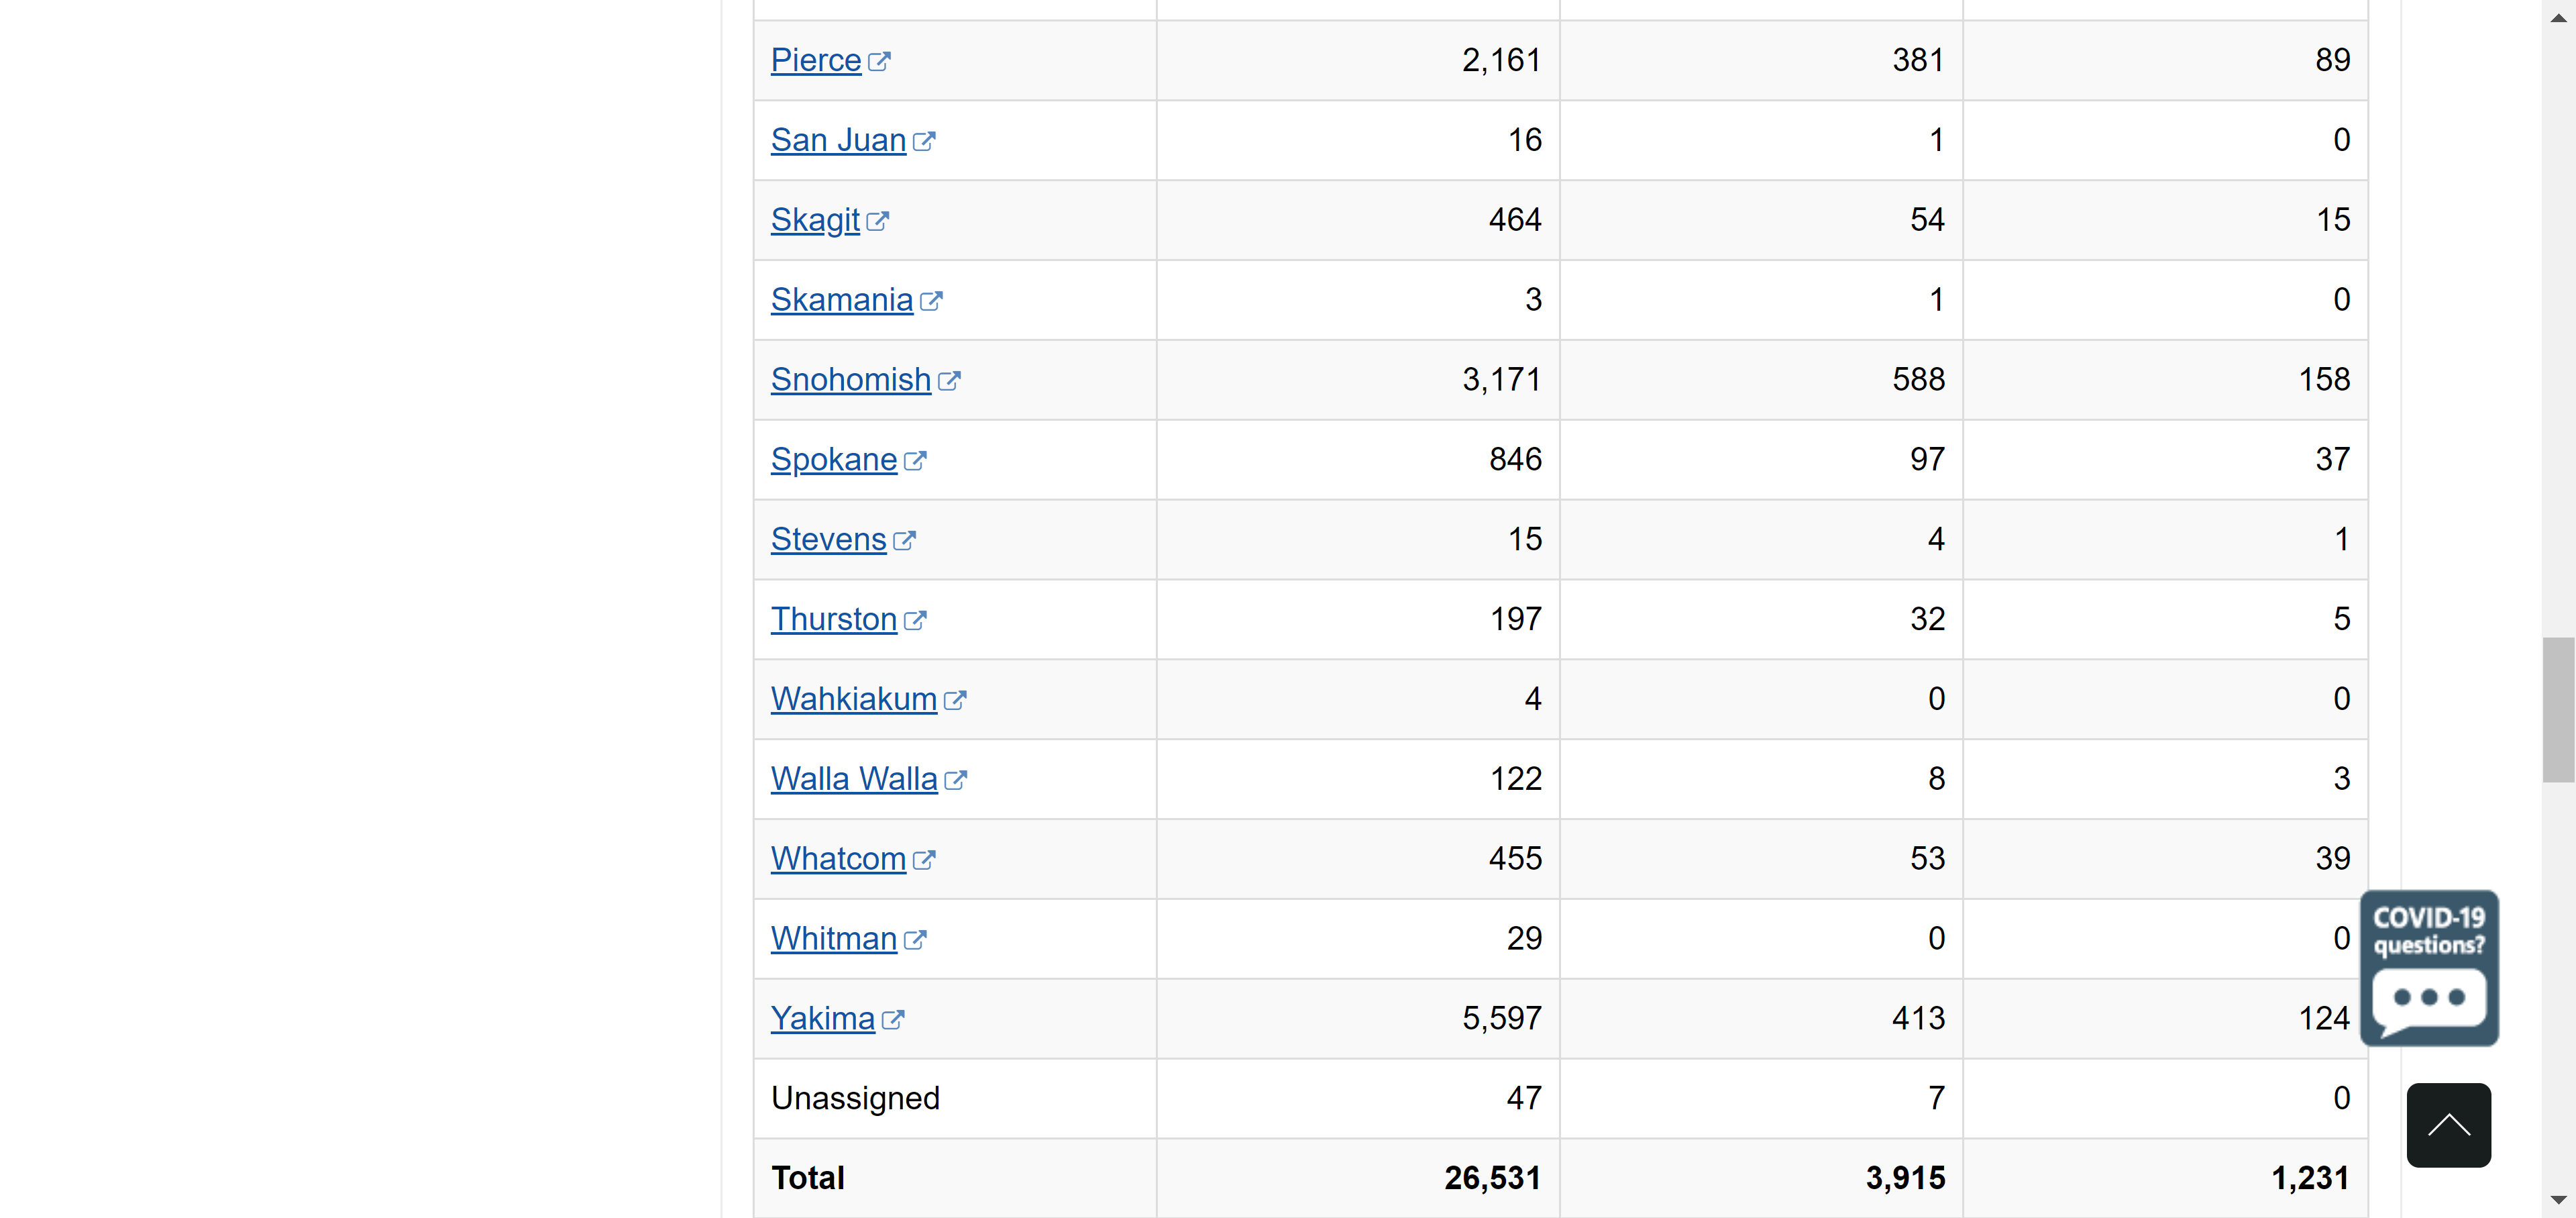 Pierce 2,161 381 89
San Juan 16 1 0
Skagit 464 54 15
Skamania 3 1 0
Snohomish 3,171 588 158
Spokane 846 97 37
Stevens 15 4 1
Thurston 197 32 5
Wahkiakum 4 0 0
Walla Walla 122 8 3
Whatcom 455 53 39
Whitman 29 0 0
Yakima 5,597 413 124
Unassigned 47 7 0
Total 26,531 3,915 1,231
COVID-19
questions?